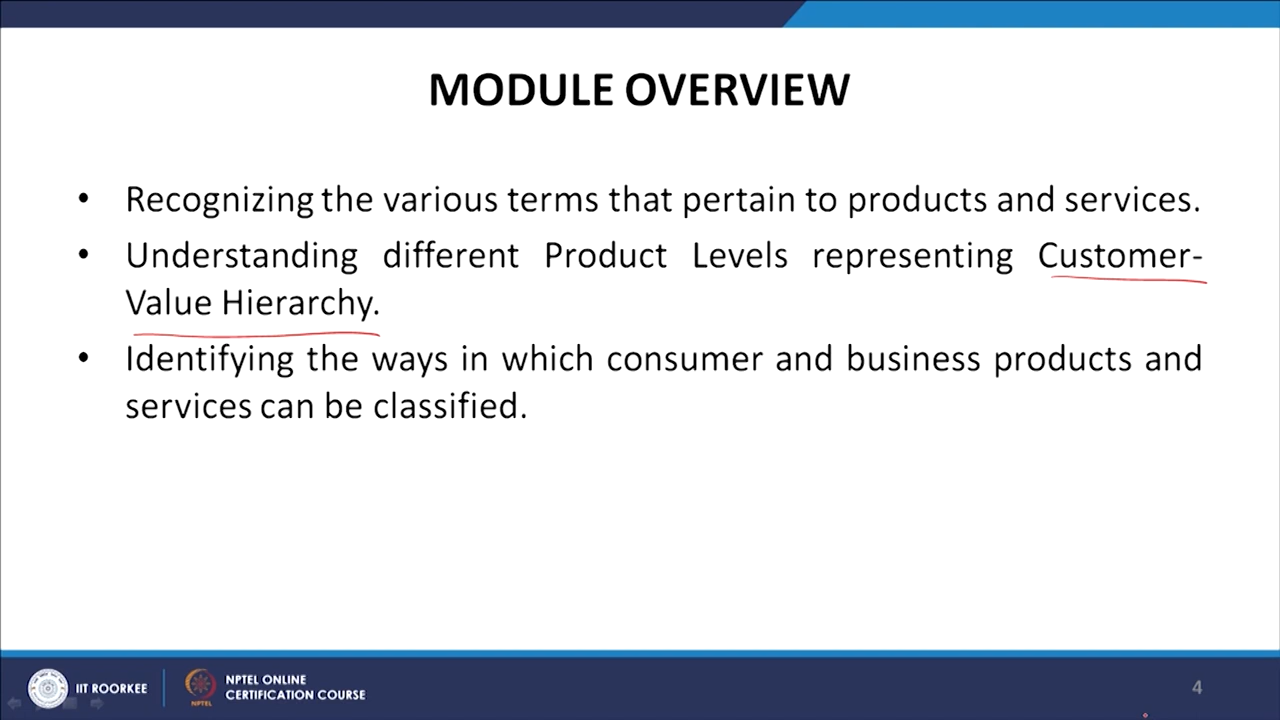 MODULE OVERVIEW
• Recognizing the various terms that pertain to products and services.
• Understanding different Product Levels representing Customer-
Value Hierarchy.
• Identifying the ways in which consumer and business products and
services can be classified.
IIT ROORKEE
NPTEL
NPTEL ONLINE
CERTIFICATION COURSE
4